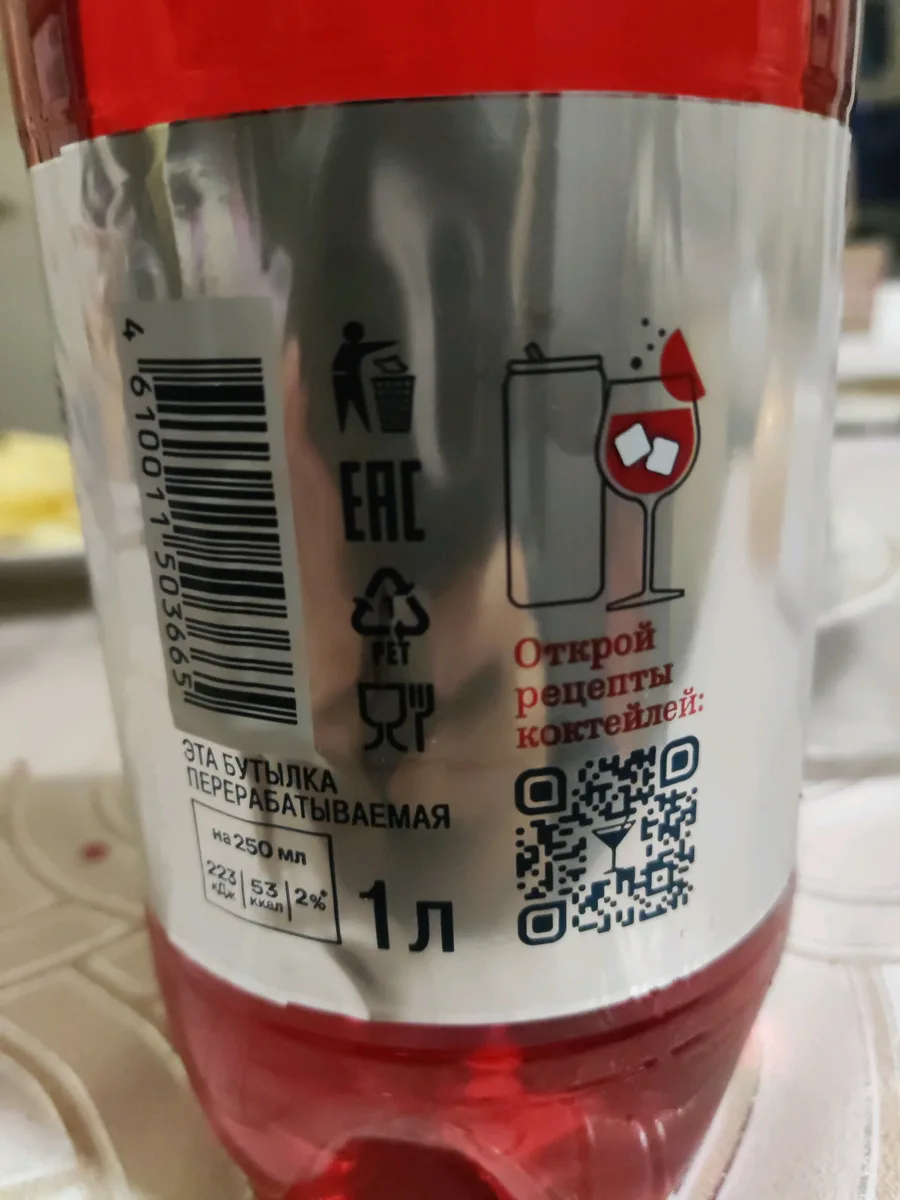 4 610011 503665
EAC
1
PET
ЭТА БУТЫЛКА
ПЕРЕРАБАТЫВАЕМАЯ
на 250 мл
223 кДж
53 ккал
2%*
1 л
Открой
рецепты
коктейлей: